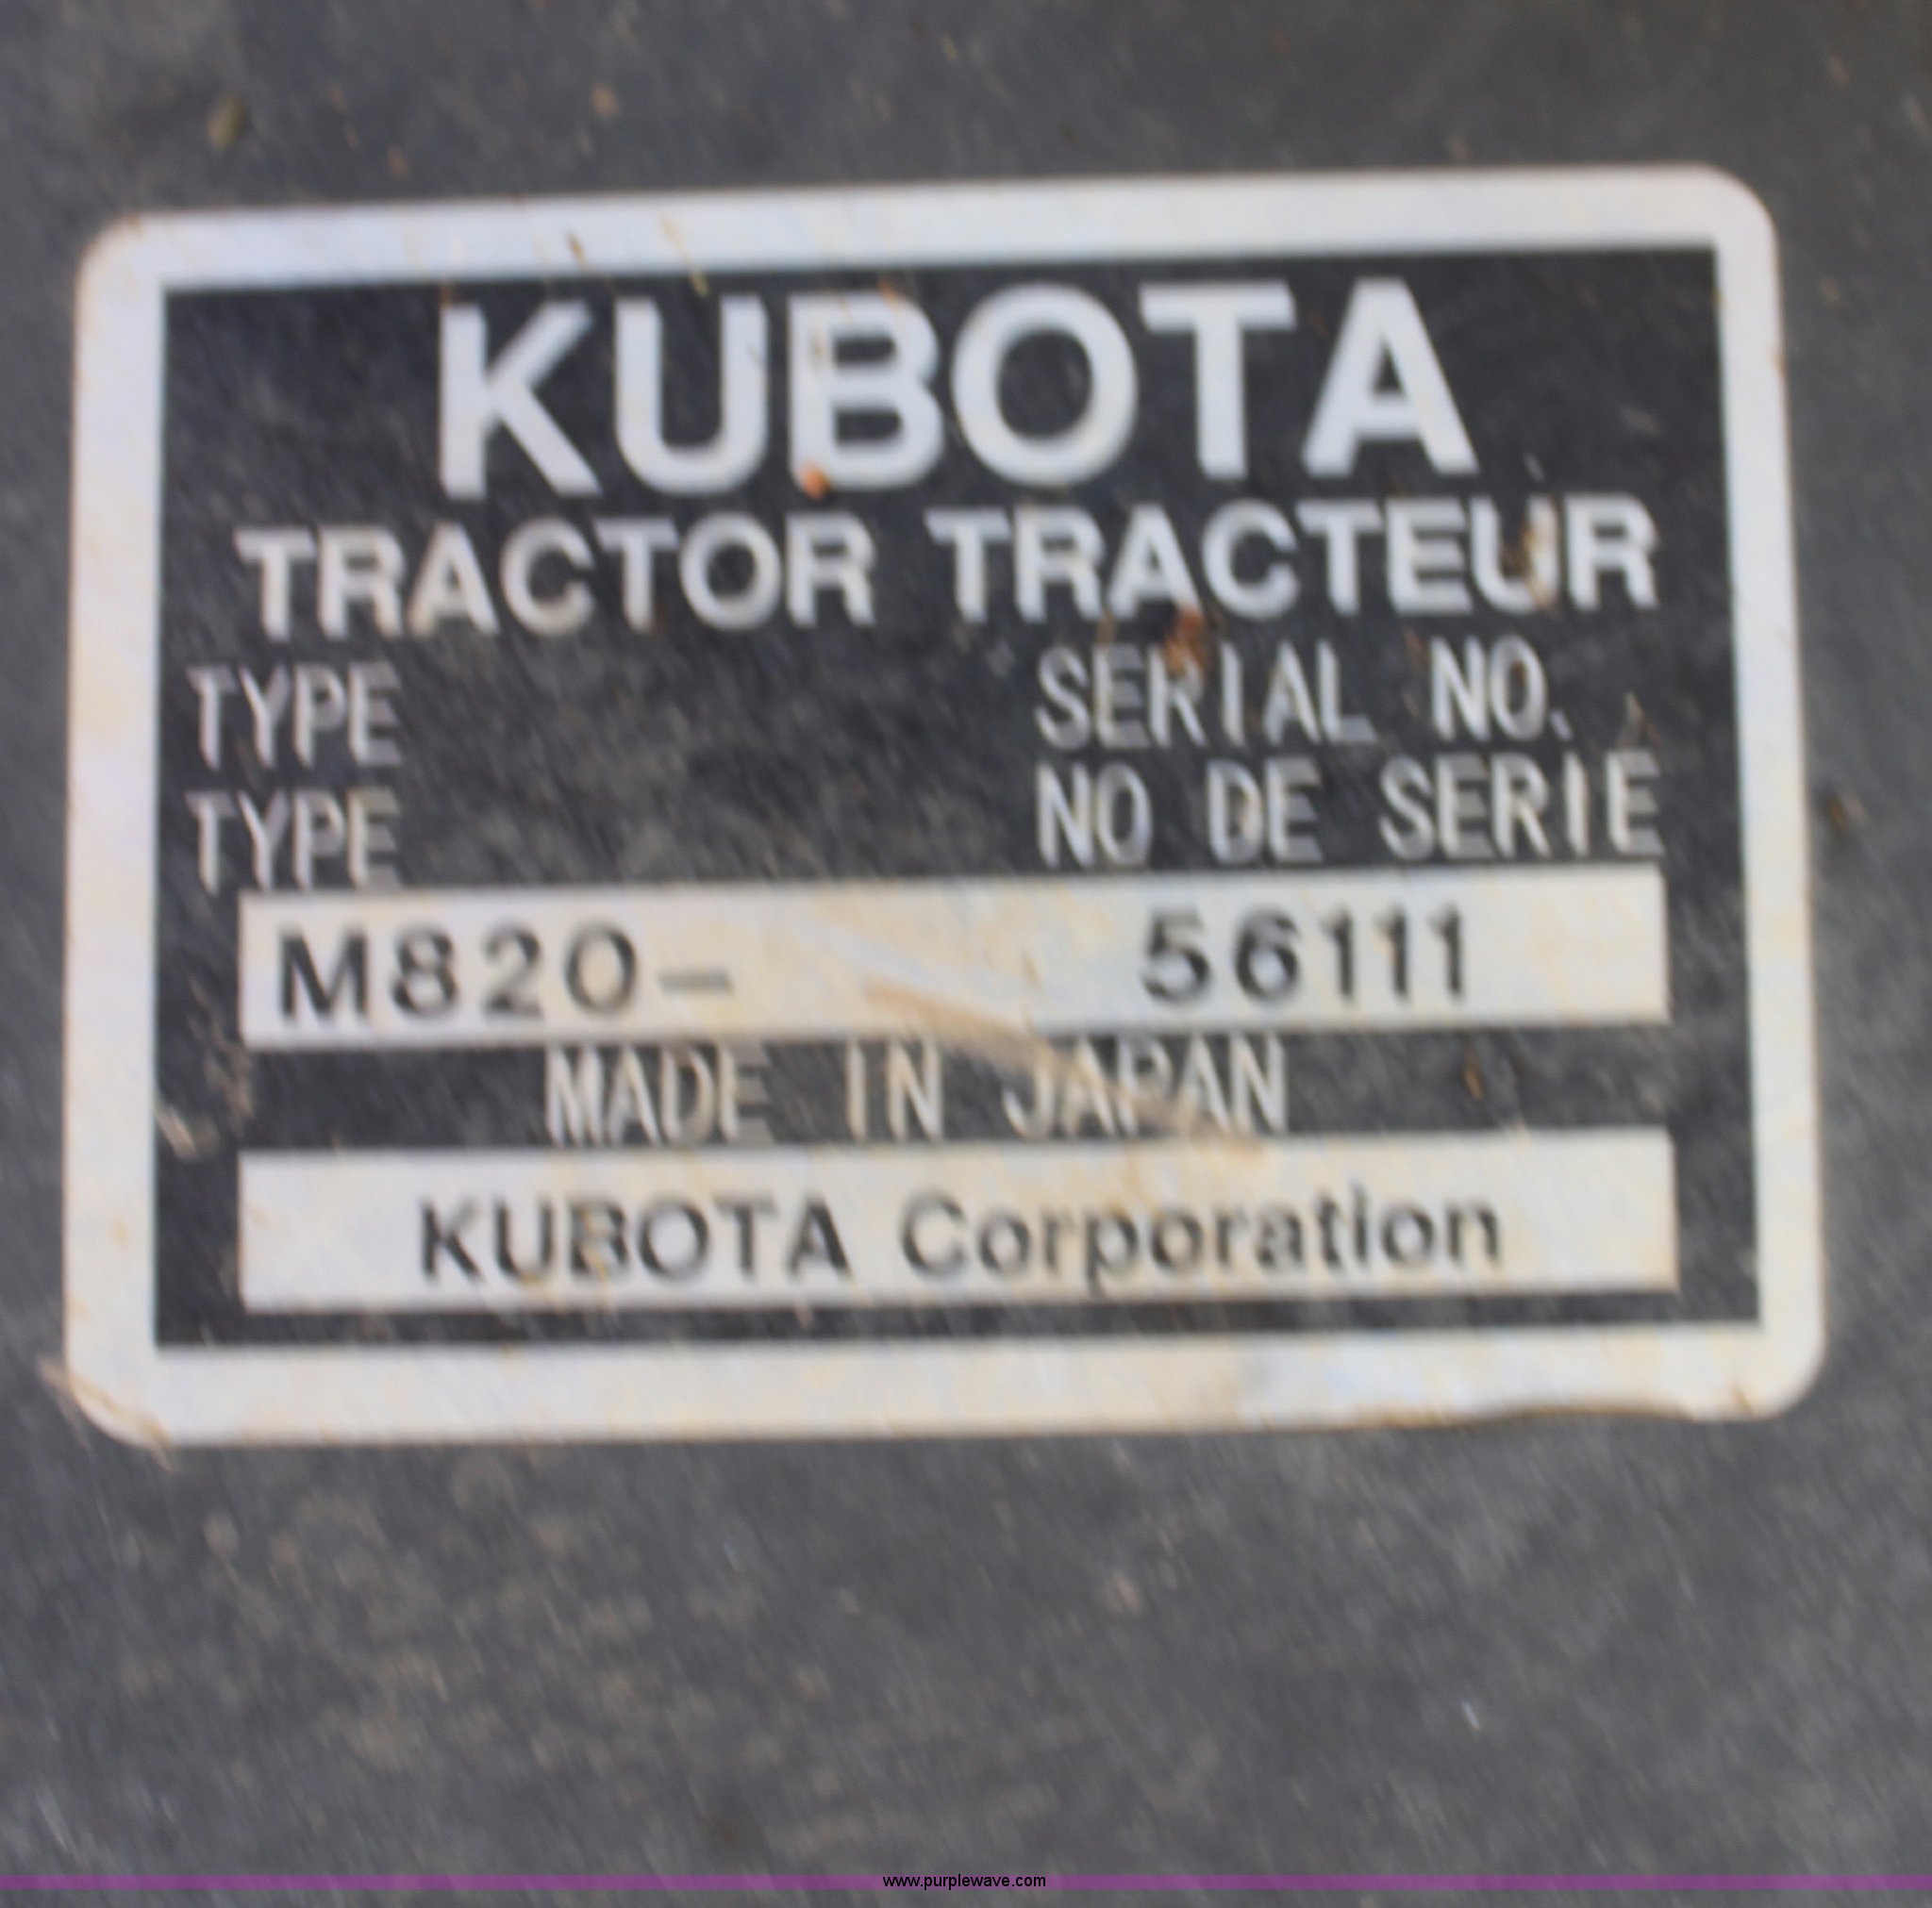 KUBOTA
TRACTOR TRACTEUR
TYPE SERIAL NO.
TYPE NO DE SERIE
M820- 56111
MADE IN JAPAN
KUBOTA Corporation
www.purplewave.com